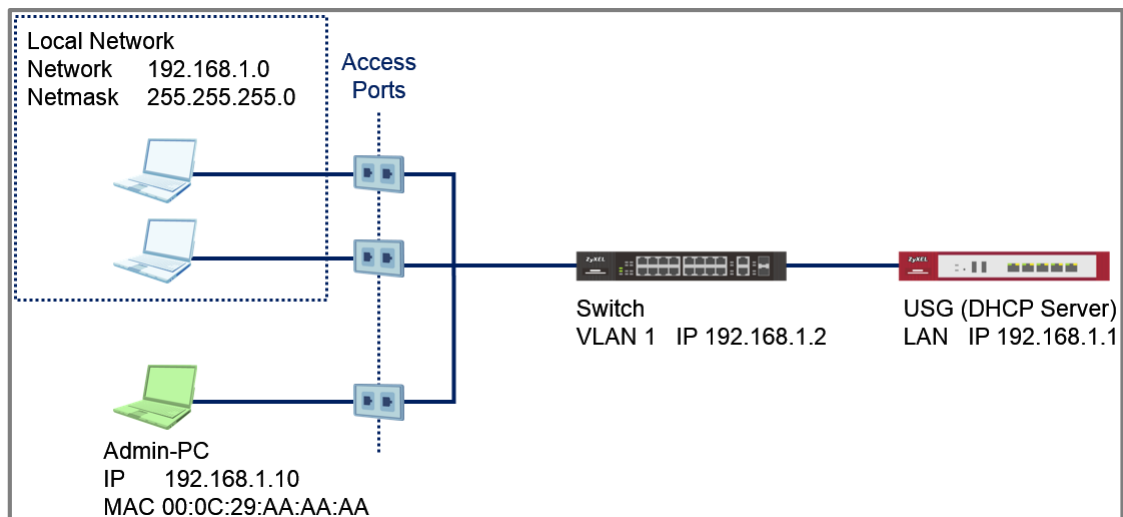 Local Network
Network 192.168.1.0
Netmask 255.255.255.0
Access
Ports
ZyXEL
ZyXEL
Switch
VLAN 1 IP 192.168.1.2
USG (DHCP Server)
LAN IP 192.168.1.1
Admin-PC
IP 192.168.1.10
MAC 00:0C:29:AA:AA:AA